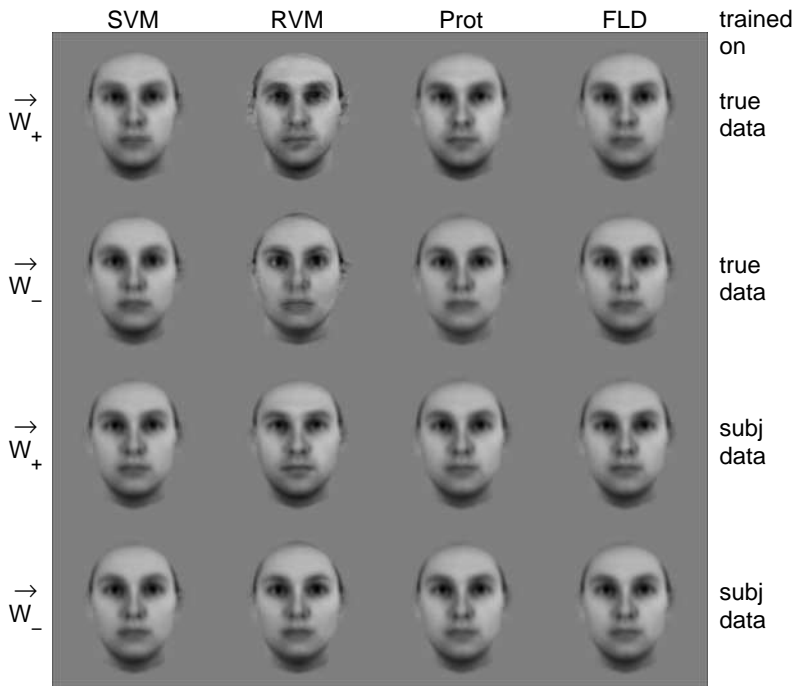 SVM RVM Prot FLD trained
on
→
W+ true
data
→
W− true
data
→
W+ subj
data
→
W− subj
data